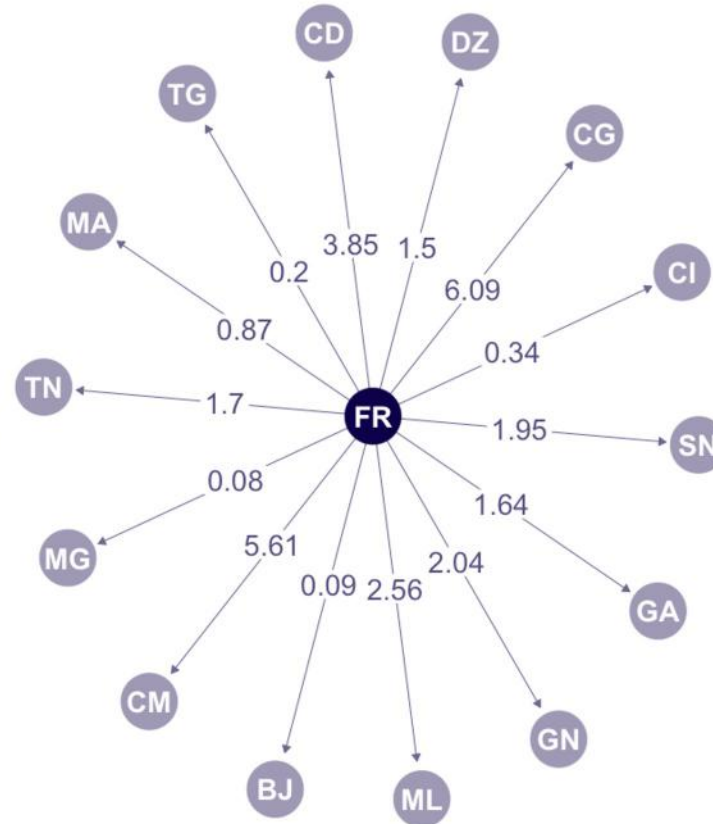 CD
DZ
TG
CG
MA
3.85
1.5
CI
0.2
6.09
0.87
0.34
TN
1.7
FR
1.95
SN
0.08
1.64
MG
5.61
2.04
0.09
2.56
GA
CM
GN
BJ
ML